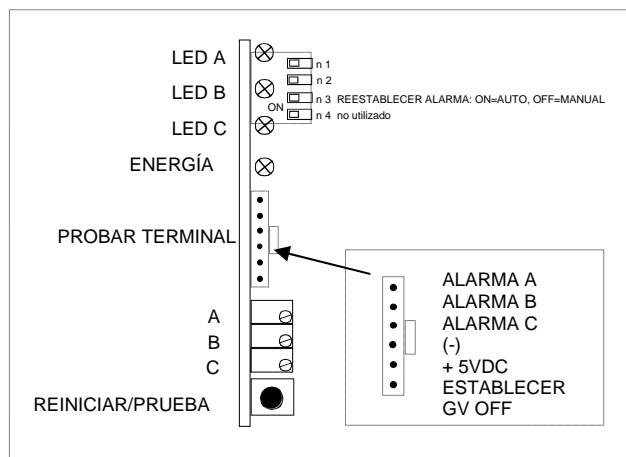 LED A
LED B
LED C
ENERGÍA
PROBAR TERMINAL
A
B
C
REINICIAR/PRUEBA
n 1
n 2
n 3 REESTABLECER ALARMA: ON=AUTO, OFF=MANUAL
ON
n 4 no utilizado
ALARMA A
ALARMA B
ALARMA C
(-)
+ 5VDC
ESTABLECER
GV OFF